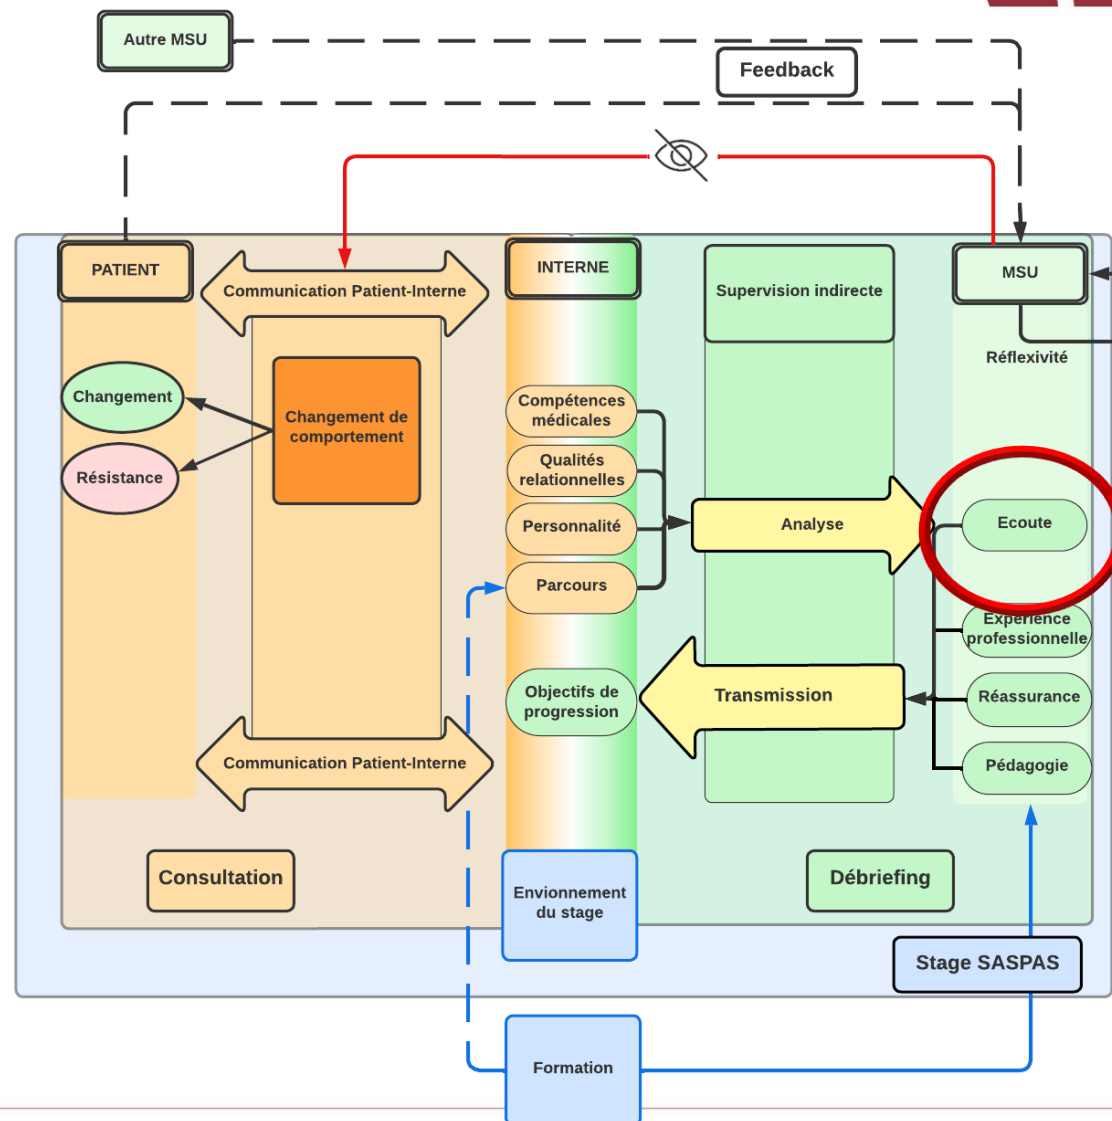 Autre MSU
Feedback
PATIENT
Communication Patient-Interne
INTERNE
Supervision indirecte
MSU
Réflexivité
Changement
Résistance
Changement de
comportement
Compétences
médicales
Qualités
relationnelles
Personnalité
Parcours
Analyse
Ecoute
Expérience
professionnelle
Objectifs de
progression
Transmission
Réassurance
Pédagogie
Communication Patient-Interne
Consultation
Envionnement
du stage
Débriefing
Stage SASPAS
Formation